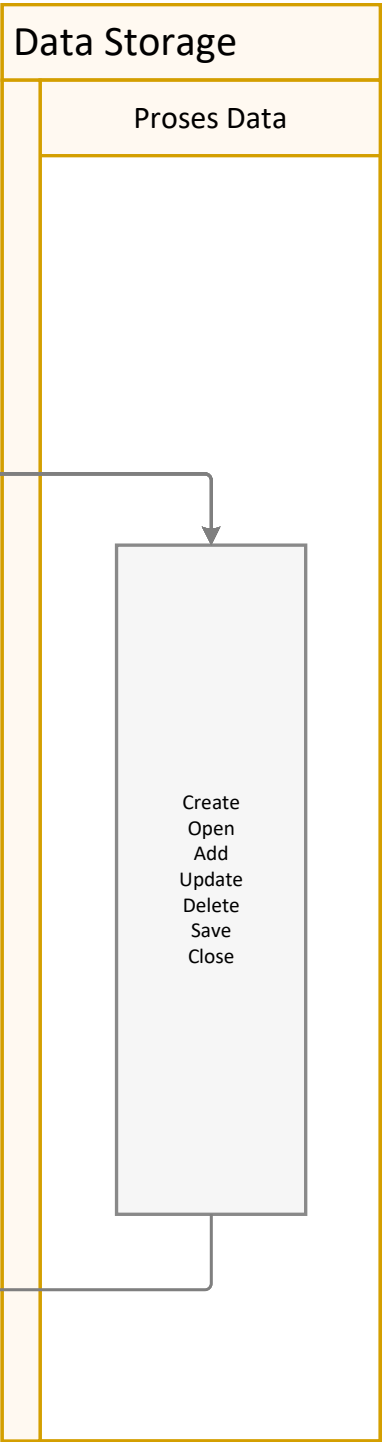 Data Storage
Proses Data
Create
Open
Add
Update
Delete
Save
Close